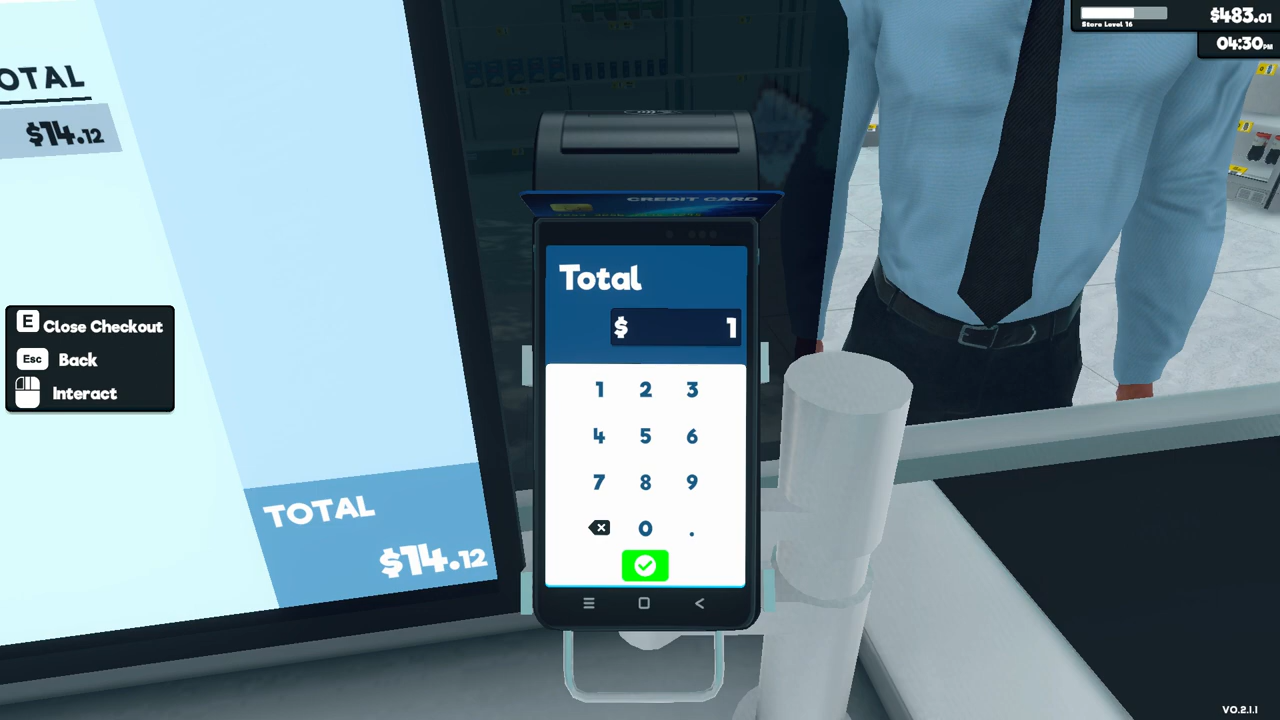 OTAL
$14.12
E Close Checkout
Esc Back
Interact
TOTAL
$14.12
CREDIT CARD
Total
$ 1
1 2 3
4 5 6
7 8 9
0 .
Store Level 16
$483.01
04:30PM
V0.2.1.1